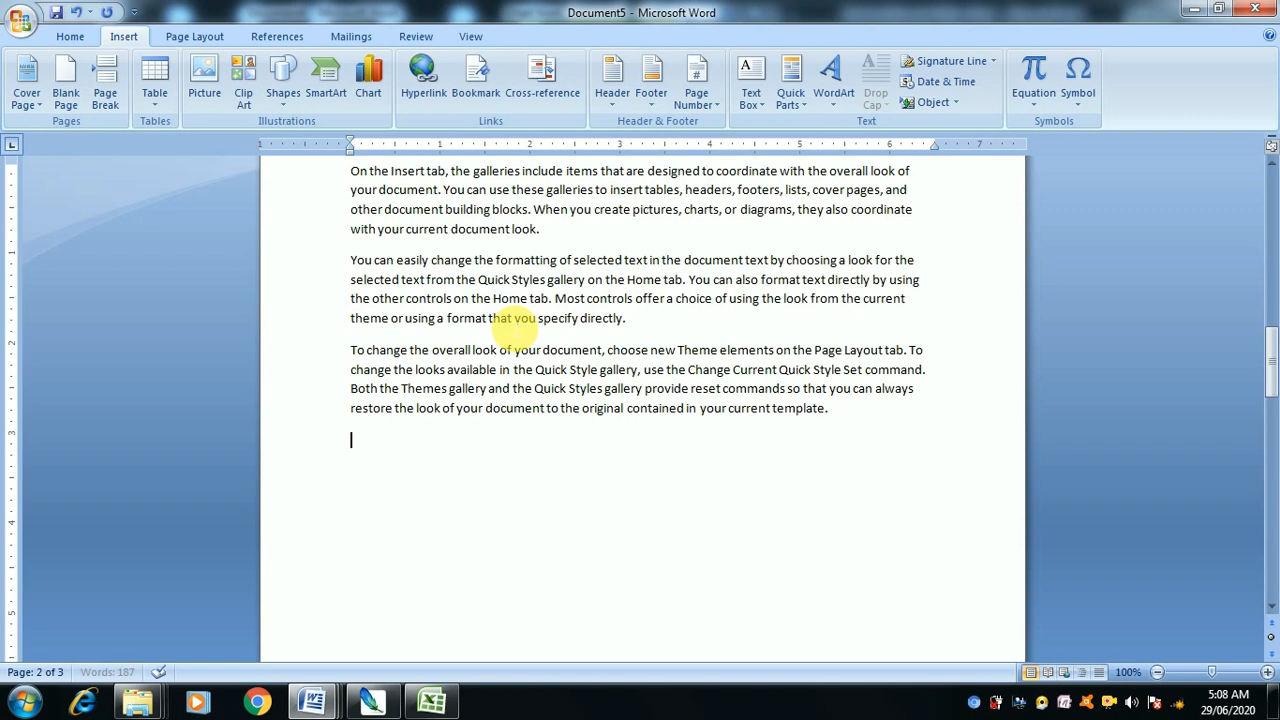 Document5 - Microsoft Word
Home Insert Page Layout References Mailings Review View
Cover Page Blank Page Page Break Table Picture Clip Art Shapes SmartArt Chart Hyperlink Bookmark Cross-reference Header Footer Page Number Text Box Quick Parts WordArt Drop Cap Signature Line Date & Time Object Equation Symbol
Pages Tables Illustrations Links Header & Footer Text Symbols
1 1 2 3 4 5 6 7
On the Insert tab, the galleries include items that are designed to coordinate with the overall look of
your document. You can use these galleries to insert tables, headers, footers, lists, cover pages, and
other document building blocks. When you create pictures, charts, or diagrams, they also coordinate
with your current document look.
You can easily change the formatting of selected text in the document text by choosing a look for the
selected text from the Quick Styles gallery on the Home tab. You can also format text directly by using
the other controls on the Home tab. Most controls offer a choice of using the look from the current
theme or using a format that you specify directly.
To change the overall look of your document, choose new Theme elements on the Page Layout tab. To
change the looks available in the Quick Style gallery, use the Change Current Quick Style Set command.
Both the Themes gallery and the Quick Styles gallery provide reset commands so that you can always
restore the look of your document to the original contained in your current template.
1
2
3
4
5
Page: 2 of 3 Words: 187 100%
5:08 AM
29/06/2020